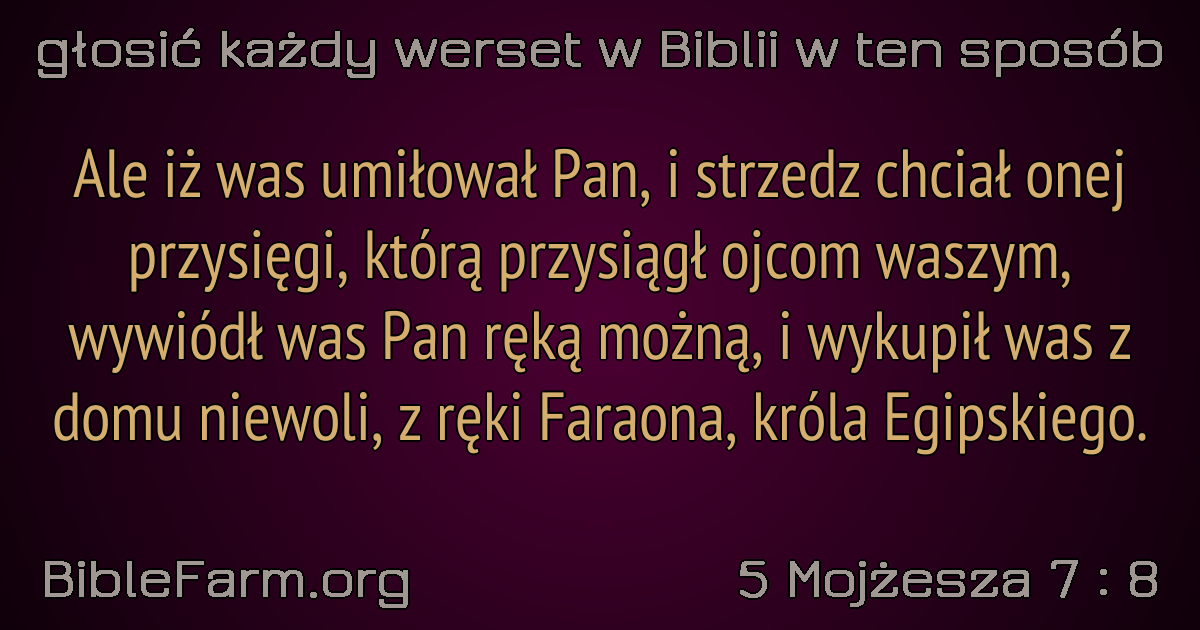 głosić każdy werset w Biblii w ten sposób
Ale iż was umiłował Pan, i strzedz chciał onej
przysięgi, którą przysiągł ojcom waszym,
wywiódł was Pan ręką możną, i wykupił was z
domu niewoli, z ręki Faraona, króla Egipskiego.
BibleFarm.org
5 Mojżesza 7 : 8